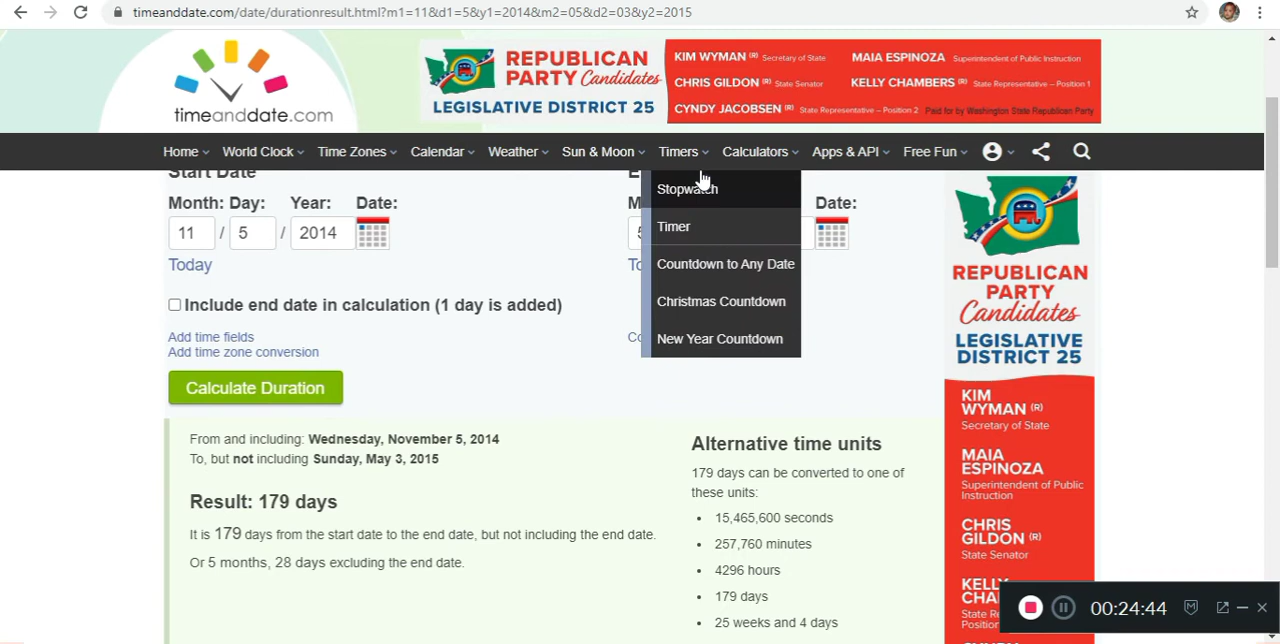 timeanddate.com/date/durationresult.html?m1=11&d1=5&y1=2014&m2=05&d2=03&y2=2015
timeanddate.com
REPUBLICAN
PARTY Candidates
LEGISLATIVE DISTRICT 25
KIM WYMAN (R) Secretary of State
MAIA ESPINOZA Superintendent of Public Instruction
CHRIS GILDON (R) State Senator
KELLY CHAMBERS (R) State Representative – Position 1
CYNDY JACOBSEN (R) State Representative – Position 2 Paid for by Washington State Republican Party
Home World Clock Time Zones Calendar Weather Sun & Moon Timers Calculators Apps & API Free Fun
Stopwatch
Timer
Countdown to Any Date
Christmas Countdown
New Year Countdown
Start Date
Month: Day: Year: Date:
11 / 5 / 2014
Today
Date:
Include end date in calculation (1 day is added)
Add time fields
Add time zone conversion
Calculate Duration
From and including: Wednesday, November 5, 2014
To, but not including Sunday, May 3, 2015
Result: 179 days
It is 179 days from the start date to the end date, but not including the end date.
Or 5 months, 28 days excluding the end date.
Alternative time units
179 days can be converted to one of
these units:
• 15,465,600 seconds
• 257,760 minutes
• 4296 hours
• 179 days
• 25 weeks and 4 days
REPUBLICAN
PARTY
Candidates
LEGISLATIVE
DISTRICT 25
KIM
WYMAN (R)
Secretary of State
MAIA
ESPINOZA
Superintendent of Public
Instruction
CHRIS
GILDON (R)
State Senator
KELLY
00:24:44